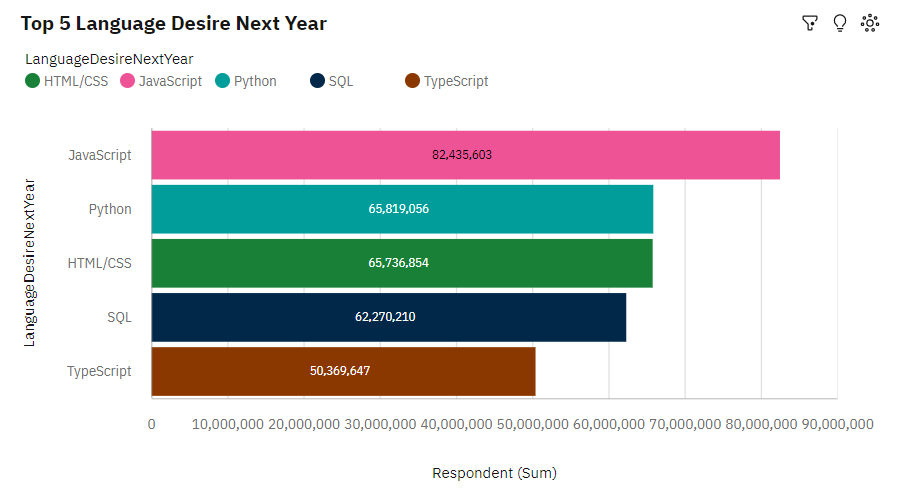 Top 5 Language Desire Next Year
LanguageDesireNextYear
HTML/CSS JavaScript Python SQL TypeScript
LanguageDesireNextYear
JavaScript 82,435,603
Python 65,819,056
HTML/CSS 65,736,854
SQL 62,270,210
TypeScript 50,369,647
0 10,000,000 20,000,000 30,000,000 40,000,000 50,000,000 60,000,000 70,000,000 80,000,000 90,000,000
Respondent (Sum)